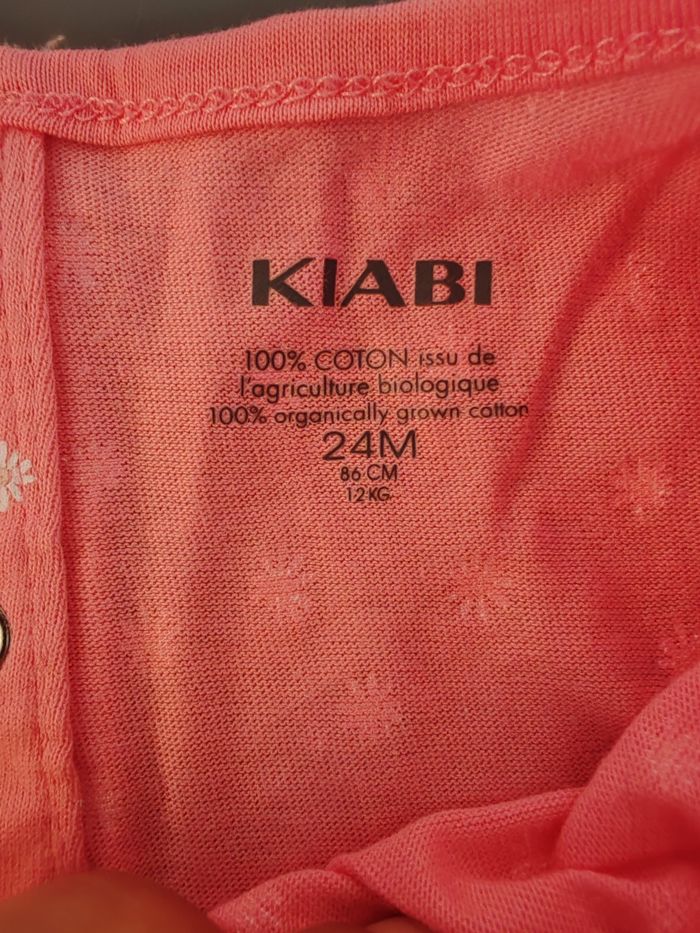 KIABI
100% COTON issu de
l'agriculture biologique
100% organically grown cotton
24M
86 CM
12 KG